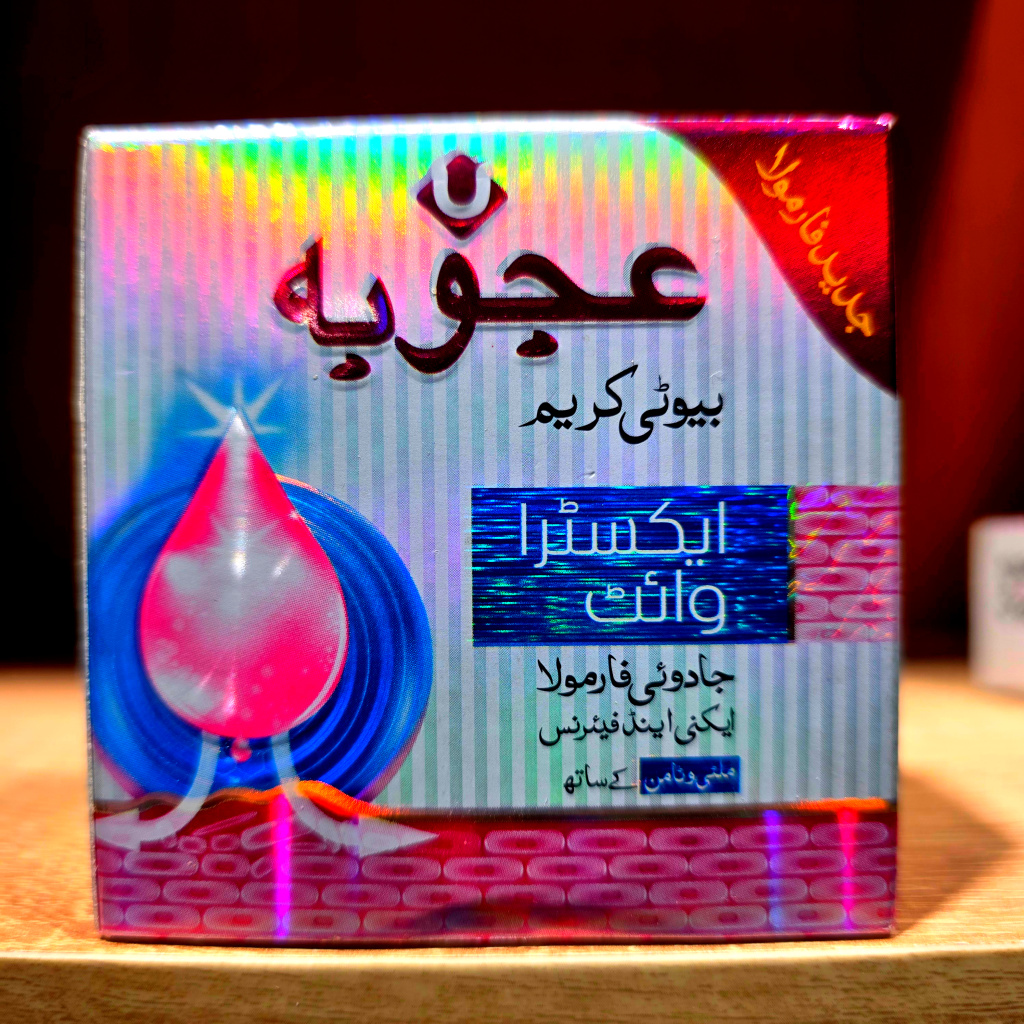 جدید فارمولا
عجوبہ
بیوٹی کریم
ایکسٹرا
وائٹ
جادوئی فارمولا
ایکنی اینڈ فیئرنس
ملٹی وٹامن کے ساتھ